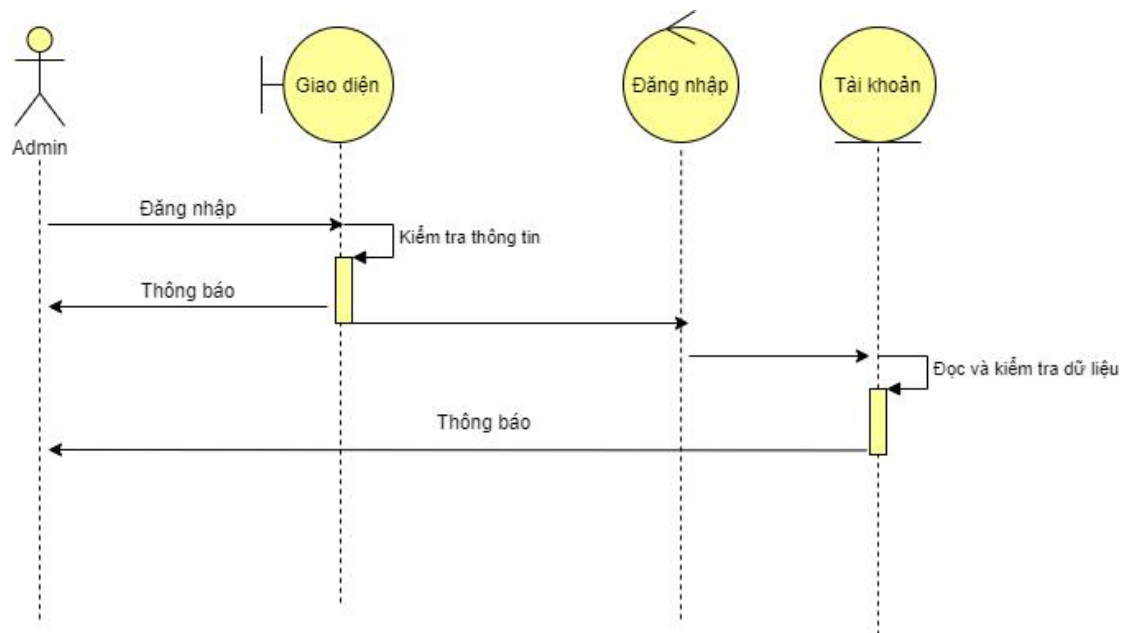 Giao diện
Đăng nhập
Tài khoản
Admin
Đăng nhập
Kiểm tra thông tin
Thông báo
Đọc và kiểm tra dữ liệu
Thông báo